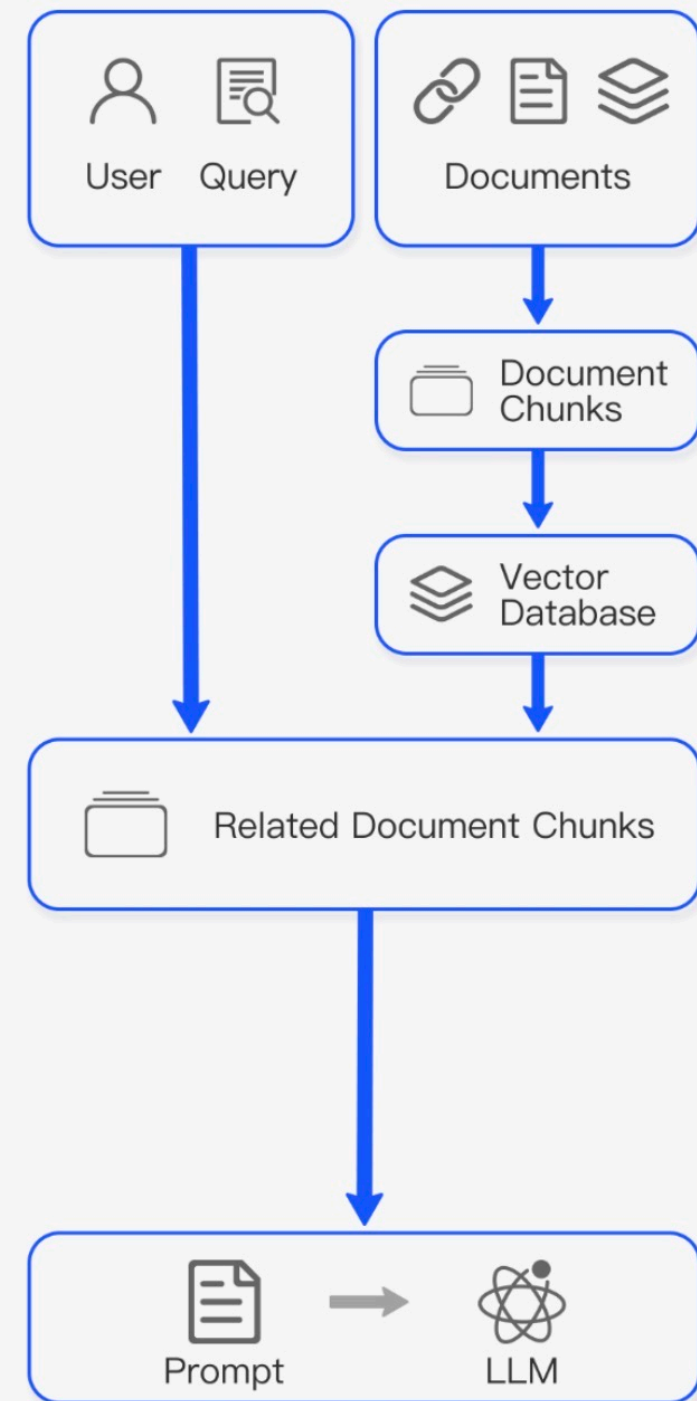 User Query
Documents
Document
Chunks
Vector
Database
Related Document Chunks
Prompt
LLM